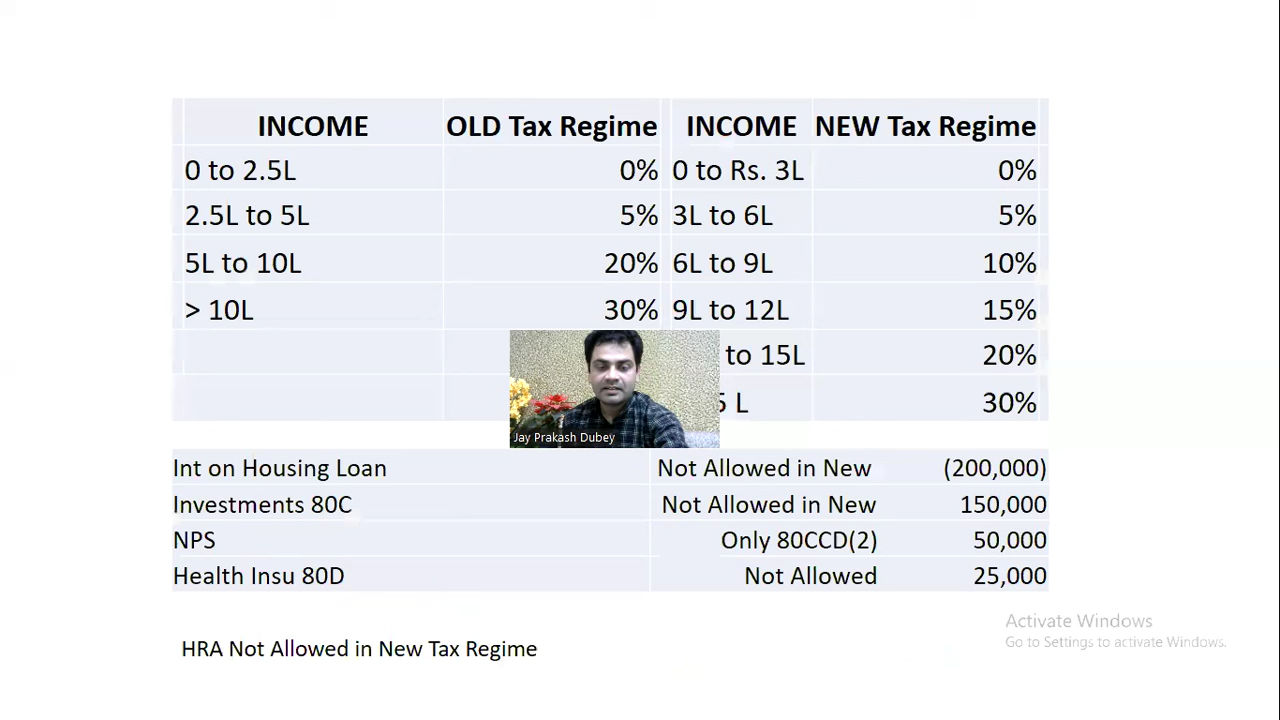 INCOME OLD Tax Regime INCOME NEW Tax Regime
0 to 2.5L 0% 0 to Rs. 3L 0%
2.5L to 5L 5% 3L to 6L 5%
5L to 10L 20% 6L to 9L 10%
> 10L 30% 9L to 12L 15%
to 15L 20%
5 L 30%
Jay Prakash Dubey
Int on Housing Loan Not Allowed in New (200,000)
Investments 80C Not Allowed in New 150,000
NPS Only 80CCD(2) 50,000
Health Insu 80D Not Allowed 25,000
Activate Windows
Go to Settings to activate Windows.
HRA Not Allowed in New Tax Regime